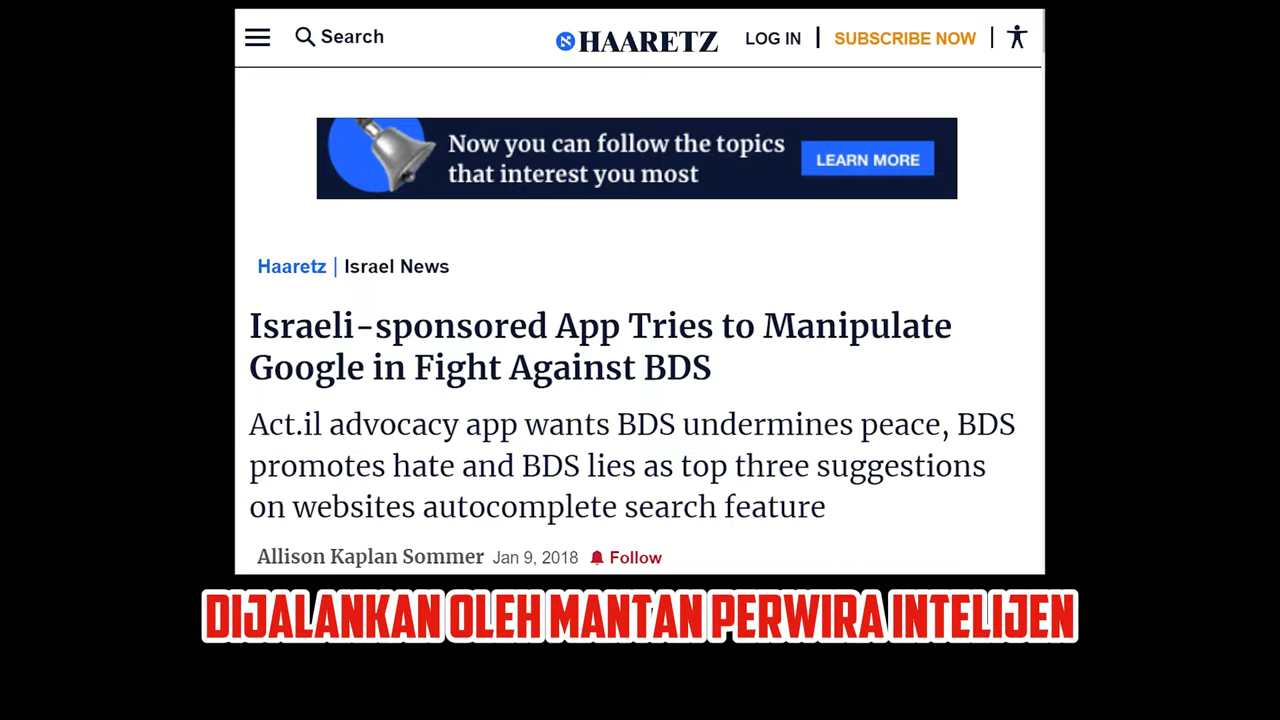 Search
HAARETZ
LOG IN
SUBSCRIBE NOW
Now you can follow the topics
that interest you most
LEARN MORE
Haaretz | Israel News
Israeli-sponsored App Tries to Manipulate
Google in Fight Against BDS
Act.il advocacy app wants BDS undermines peace, BDS
promotes hate and BDS lies as top three suggestions
on websites autocomplete search feature
Allison Kaplan Sommer Jan 9, 2018 Follow
DIJALANKAN OLEH MANTAN PERWIRA INTELIJEN